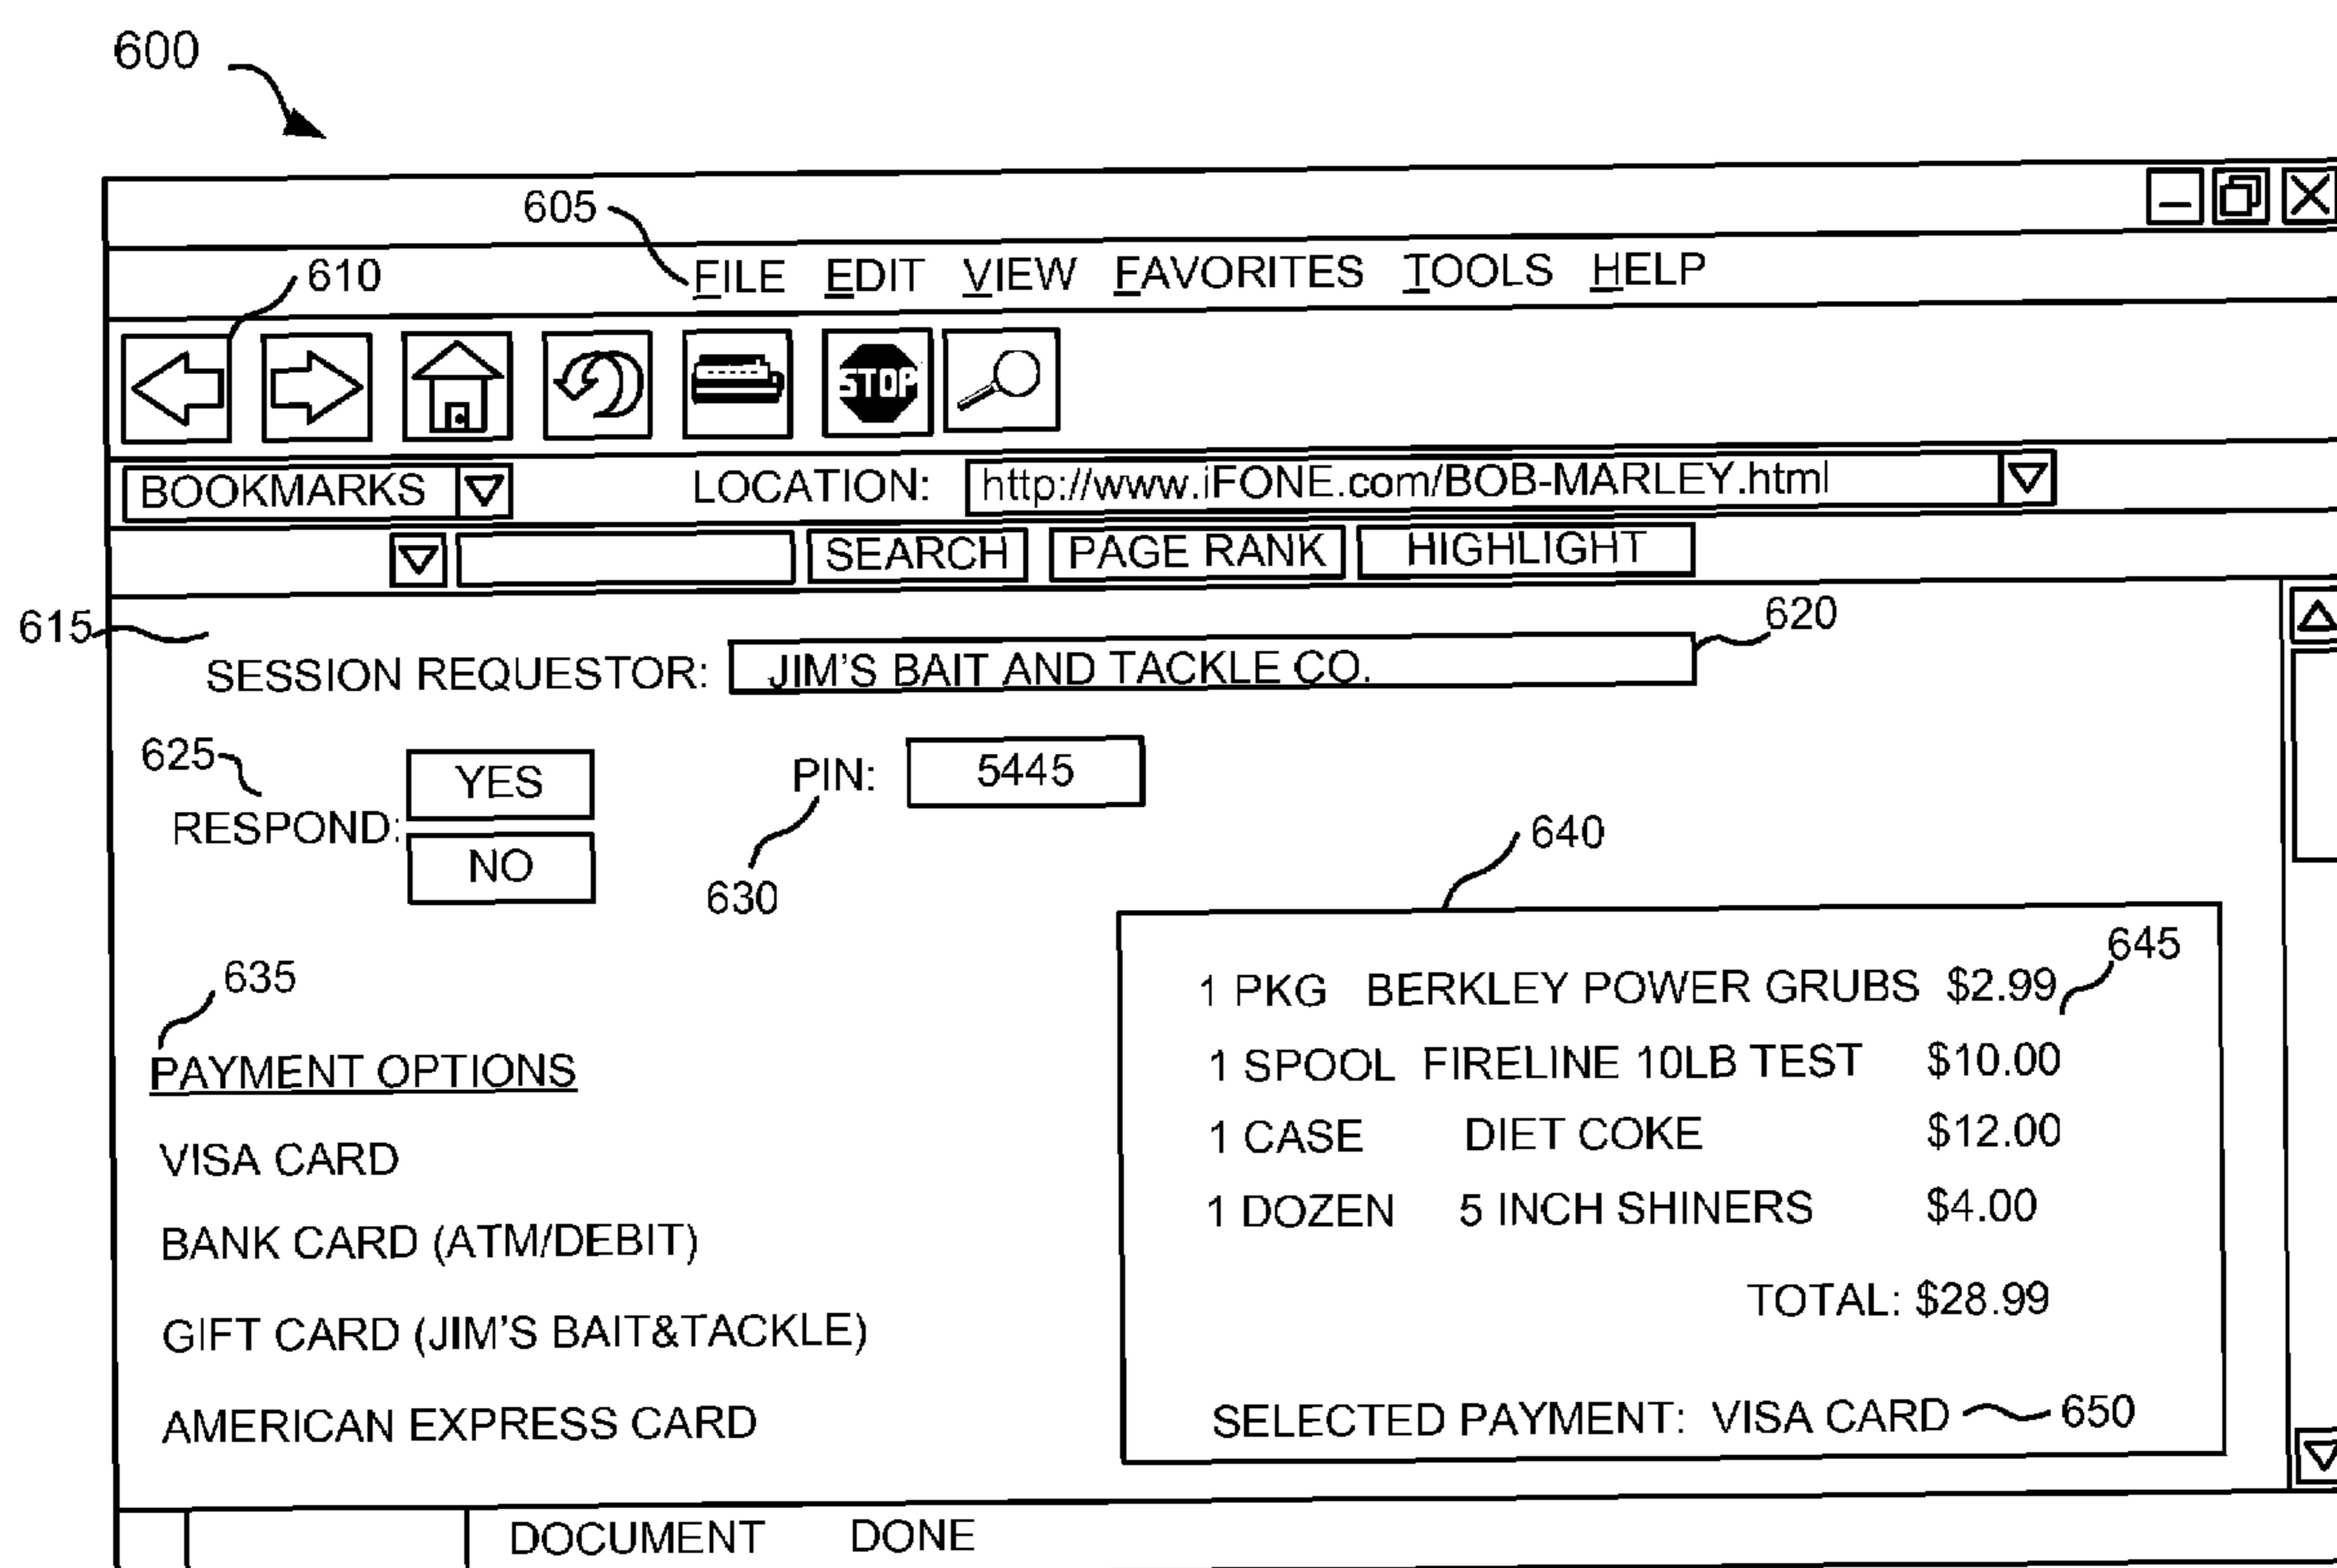 600
605
FILE EDIT VIEW FAVORITES TOOLS HELP
610
STOP
BOOKMARKS LOCATION: http://www.iFONE.com/BOB-MARLEY.html
SEARCH PAGE RANK HIGHLIGHT
615
620
SESSION REQUESTOR: JIM'S BAIT AND TACKLE CO.
625
YES
RESPOND:
NO
PIN: 5445
630
640
645
635
PAYMENT OPTIONS
VISA CARD
BANK CARD (ATM/DEBIT)
GIFT CARD (JIM'S BAIT&TACKLE)
AMERICAN EXPRESS CARD
1 PKG BERKLEY POWER GRUBS $2.99
1 SPOOL FIRELINE 10LB TEST $10.00
1 CASE DIET COKE $12.00
1 DOZEN 5 INCH SHINERS $4.00
TOTAL: $28.99
SELECTED PAYMENT: VISA CARD 650
DOCUMENT DONE